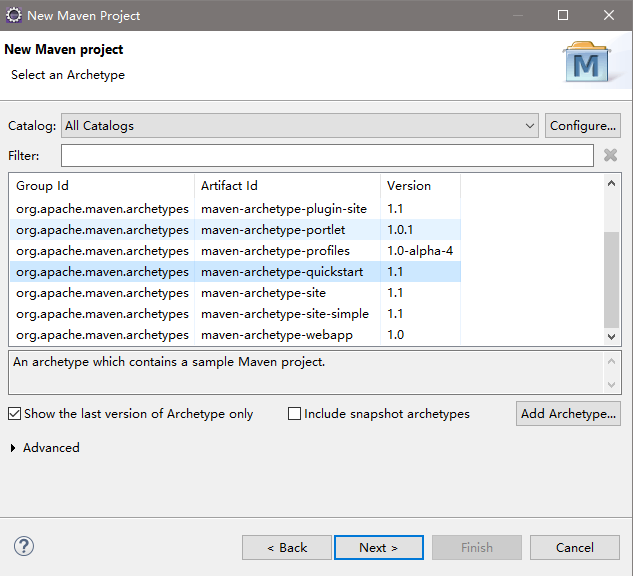 New Maven Project
New Maven project
Select an Archetype
M
Catalog: All Catalogs Configure...
Filter:
Group Id Artifact Id Version
org.apache.maven.archetypes maven-archetype-plugin-site 1.1
org.apache.maven.archetypes maven-archetype-portlet 1.0.1
org.apache.maven.archetypes maven-archetype-profiles 1.0-alpha-4
org.apache.maven.archetypes maven-archetype-quickstart 1.1
org.apache.maven.archetypes maven-archetype-site 1.1
org.apache.maven.archetypes maven-archetype-site-simple 1.1
org.apache.maven.archetypes maven-archetype-webapp 1.0
An archetype which contains a sample Maven project.
Show the last version of Archetype only Include snapshot archetypes Add Archetype...
Advanced
? < Back Next > Finish Cancel